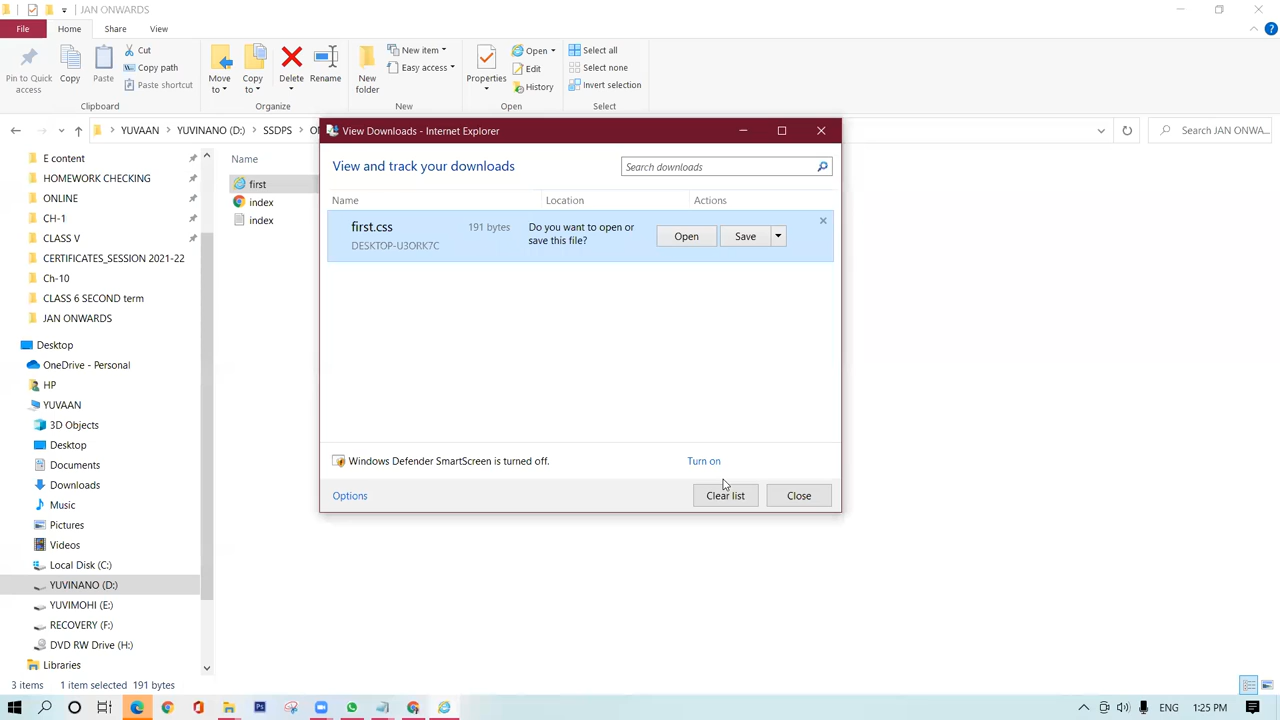 JAN ONWARDS
File Home Share View
Pin to Quick access
Copy
Paste
Cut
Copy path
Paste shortcut
Clipboard
Move to
Copy to
Delete
Rename
Organize
New folder
New item
Easy access
New
Properties
Open
Edit
History
Open
Select all
Select none
Invert selection
Select
YUVAAN > YUVINANO (D:) > SSDPS >
Search JAN ONWA...
View Downloads - Internet Explorer
View and track your downloads
Search downloads
Name Location Actions
first.css 191 bytes Do you want to open or save this file? Open Save
DESKTOP-U3ORK7C
Windows Defender SmartScreen is turned off. Turn on
Options Clear list Close
Name
first
index
index
E content
HOMEWORK CHECKING
ONLINE
CH-1
CLASS V
CERTIFICATES_SESSION 2021-22
Ch-10
CLASS 6 SECOND term
JAN ONWARDS
Desktop
OneDrive - Personal
HP
YUVAAN
3D Objects
Desktop
Documents
Downloads
Music
Pictures
Videos
Local Disk (C:)
YUVINANO (D:)
YUVIMOHI (E:)
RECOVERY (F:)
DVD RW Drive (H:)
Libraries
3 items 1 item selected 191 bytes
ENG 1:25 PM